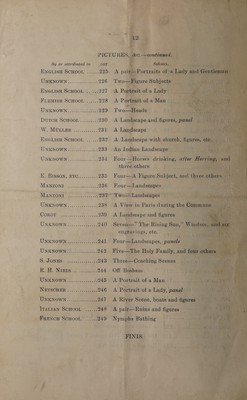 12
PICTURES, &c.—continued.
By or attributed to LOT Subject.
ENGLISH SCHOOL ......225 A pair—Portraits of a Lady and Gentleman
UNKNOWN ...............226 Two—Figure Subjects
ENGLISH SCHOOL ......227 A Portrait of a Lady
FLEMISH SCHOOL ......228 A Portrait of a Man
UNKNOWN ...............229 Two—Heads
DUTCH SCHOOL .........230 A Landscape and figures, panel
W. MÜLLER ............231 A Landscape
ENGLISH SCHOOL ......232 A Landscape with church, figures, etc.
UNKNOWN ...............233 An Indian Landscape
UNKNOWN ...............234 Four—Horses drinking, after Herring, and
three others
E. BISSON, ETC..........235 Four—A Figure Subject, and three others
MANZONI ...............236 Four—Landscapes
MANZONI ...............237 Two—Landscapes
UNKNOWN ...............238 A View in Paris during the Commune
COROT ..................239 A Landscape and figures
UNKNOWN ...............240 Seven—"The Rising Sun," Windsor, and six
engravings, etc.
UNKNOWN ...............241 Four—Landscapes, panels
UNKNOWN ...............242 Five—The Holy Family, and four others
S. JONES ...............243 Three—Coaching Scenes
R. H. NIBBS ............244 Off Bosham
UNKNOWN ...............245 A Portrait of a Man
NETSCHER ...............246 A Portrait of a Lady, panel
UNKNOWN ...............247 A River Scene, boats and figures
ITALIAN SCHOOL ......248 A pair—Ruins and figures
FRENCH SCHOOL.........249 Nymphs Bathing
FINIS.